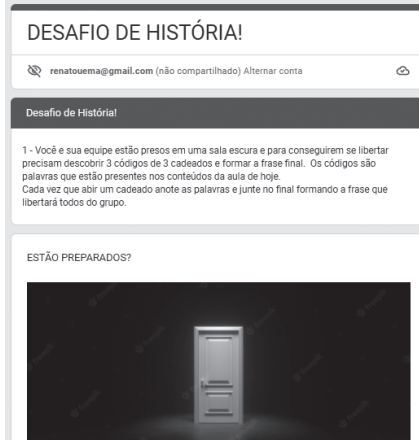 DESAFIO DE HISTÓRIA!
renatouema@gmail.com (não compartilhado) Alternar conta
Desafio de História!
1 - Você e sua equipe estão presos em uma sala escura e para conseguirem se libertar
precisam descobrir 3 códigos de 3 cadeados e formar a frase final. Os códigos são
palavras que estão presentes nos conteúdos da aula de hoje.
Cada vez que abir um cadeado anote as palavras e junte no final formando a frase que
libertará todos do grupo.
ESTÃO PREPARADOS?